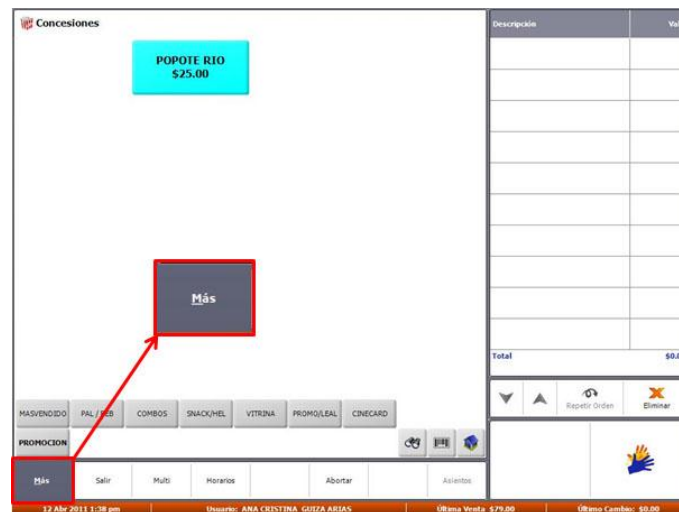 Concesiones
Descripción Val
POPOTE RIO
$25.00
Más
Total $0.0
MASVENDIDO PAL / BEB COMBOS SNACK/HEL VITRINA PROMO/LEAL CINECARD
Repetir Orden Eliminar
PROMOCION
Más Salir Multi Horarios Abortar Asientos
12 Abr 2011 1:38 pm Usuario: ANA CRISTINA GUIZA ARIAS Última Venta $79.00 Último Cambio: $0.00